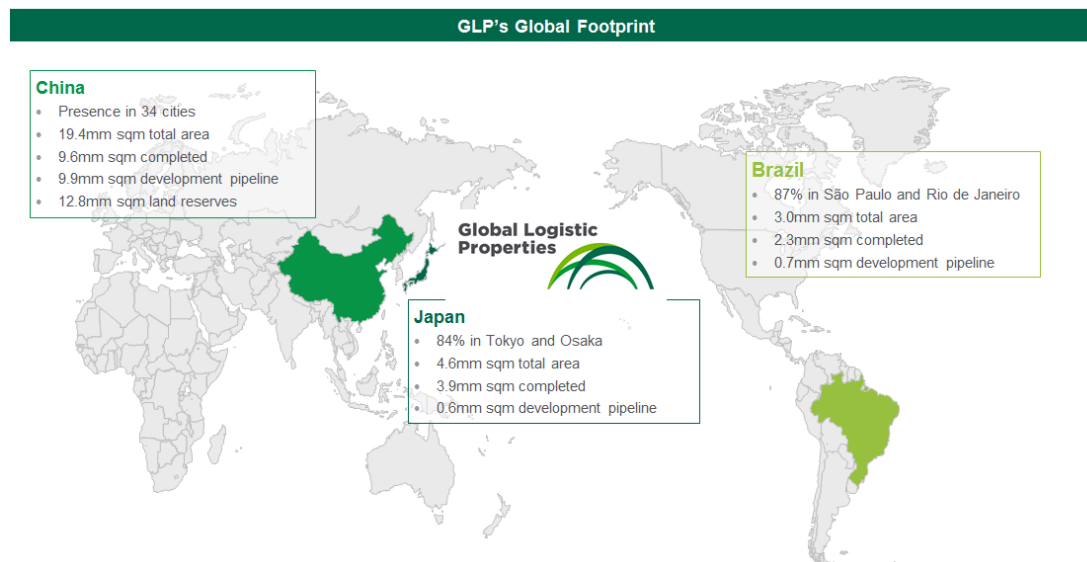 GLP's Global Footprint
China
• Presence in 34 cities
• 19.4mm sqm total area
• 9.6mm sqm completed
• 9.9mm sqm development pipeline
• 12.8mm sqm land reserves
Brazil
• 87% in São Paulo and Rio de Janeiro
• 3.0mm sqm total area
• 2.3mm sqm completed
• 0.7mm sqm development pipeline
Global Logistic
Properties
Japan
• 84% in Tokyo and Osaka
• 4.6mm sqm total area
• 3.9mm sqm completed
• 0.6mm sqm development pipeline